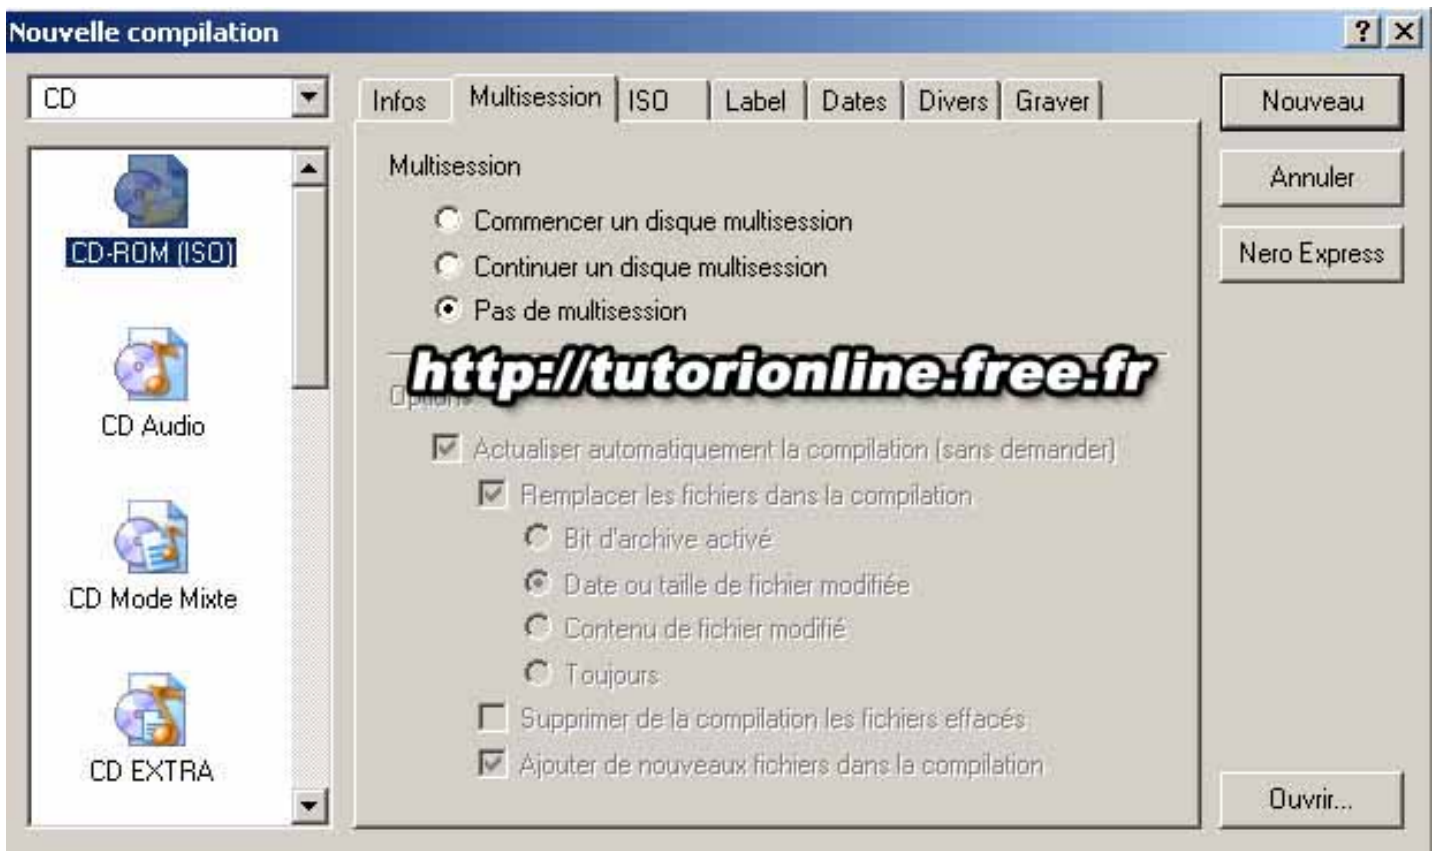 Nouvelle compilation
?
CD
CD-ROM (ISO)
CD Audio
CD Mode Mixte
CD EXTRA
Infos Multisession ISO Label Dates Divers Graver
Multisession
Commencer un disque multisession
Continuer un disque multisession
Pas de multisession
http://tutorionline.free.fr
Options
Actualiser automatiquement la compilation (sans demander)
Remplacer les fichiers dans la compilation
Bit d'archive activé
Date ou taille de fichier modifiée
Contenu de fichier modifié
Toujours
Supprimer de la compilation les fichiers effacés
Ajouter de nouveaux fichiers dans la compilation
Nouveau
Annuler
Nero Express
Ouvrir...